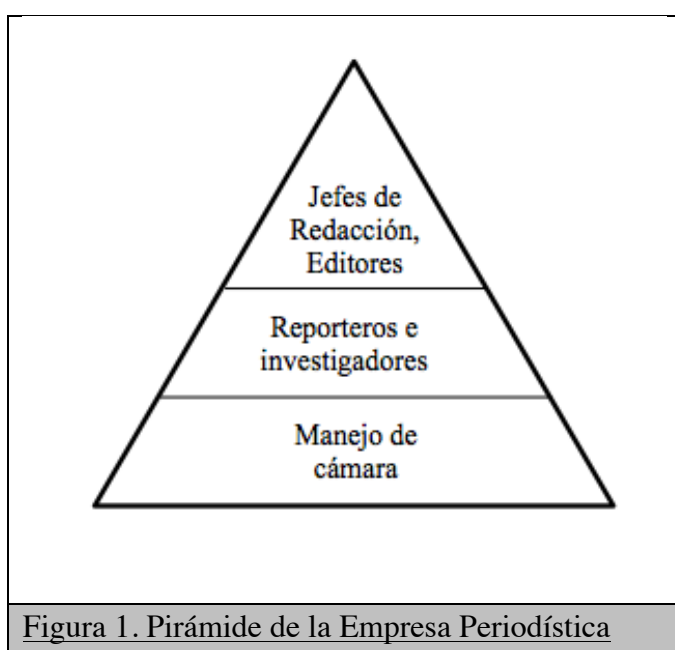 Jefes de
Redacción,
Editores
Reporteros e
investigadores
Manejo de
cámara
Figura 1. Pirámide de la Empresa Periodística